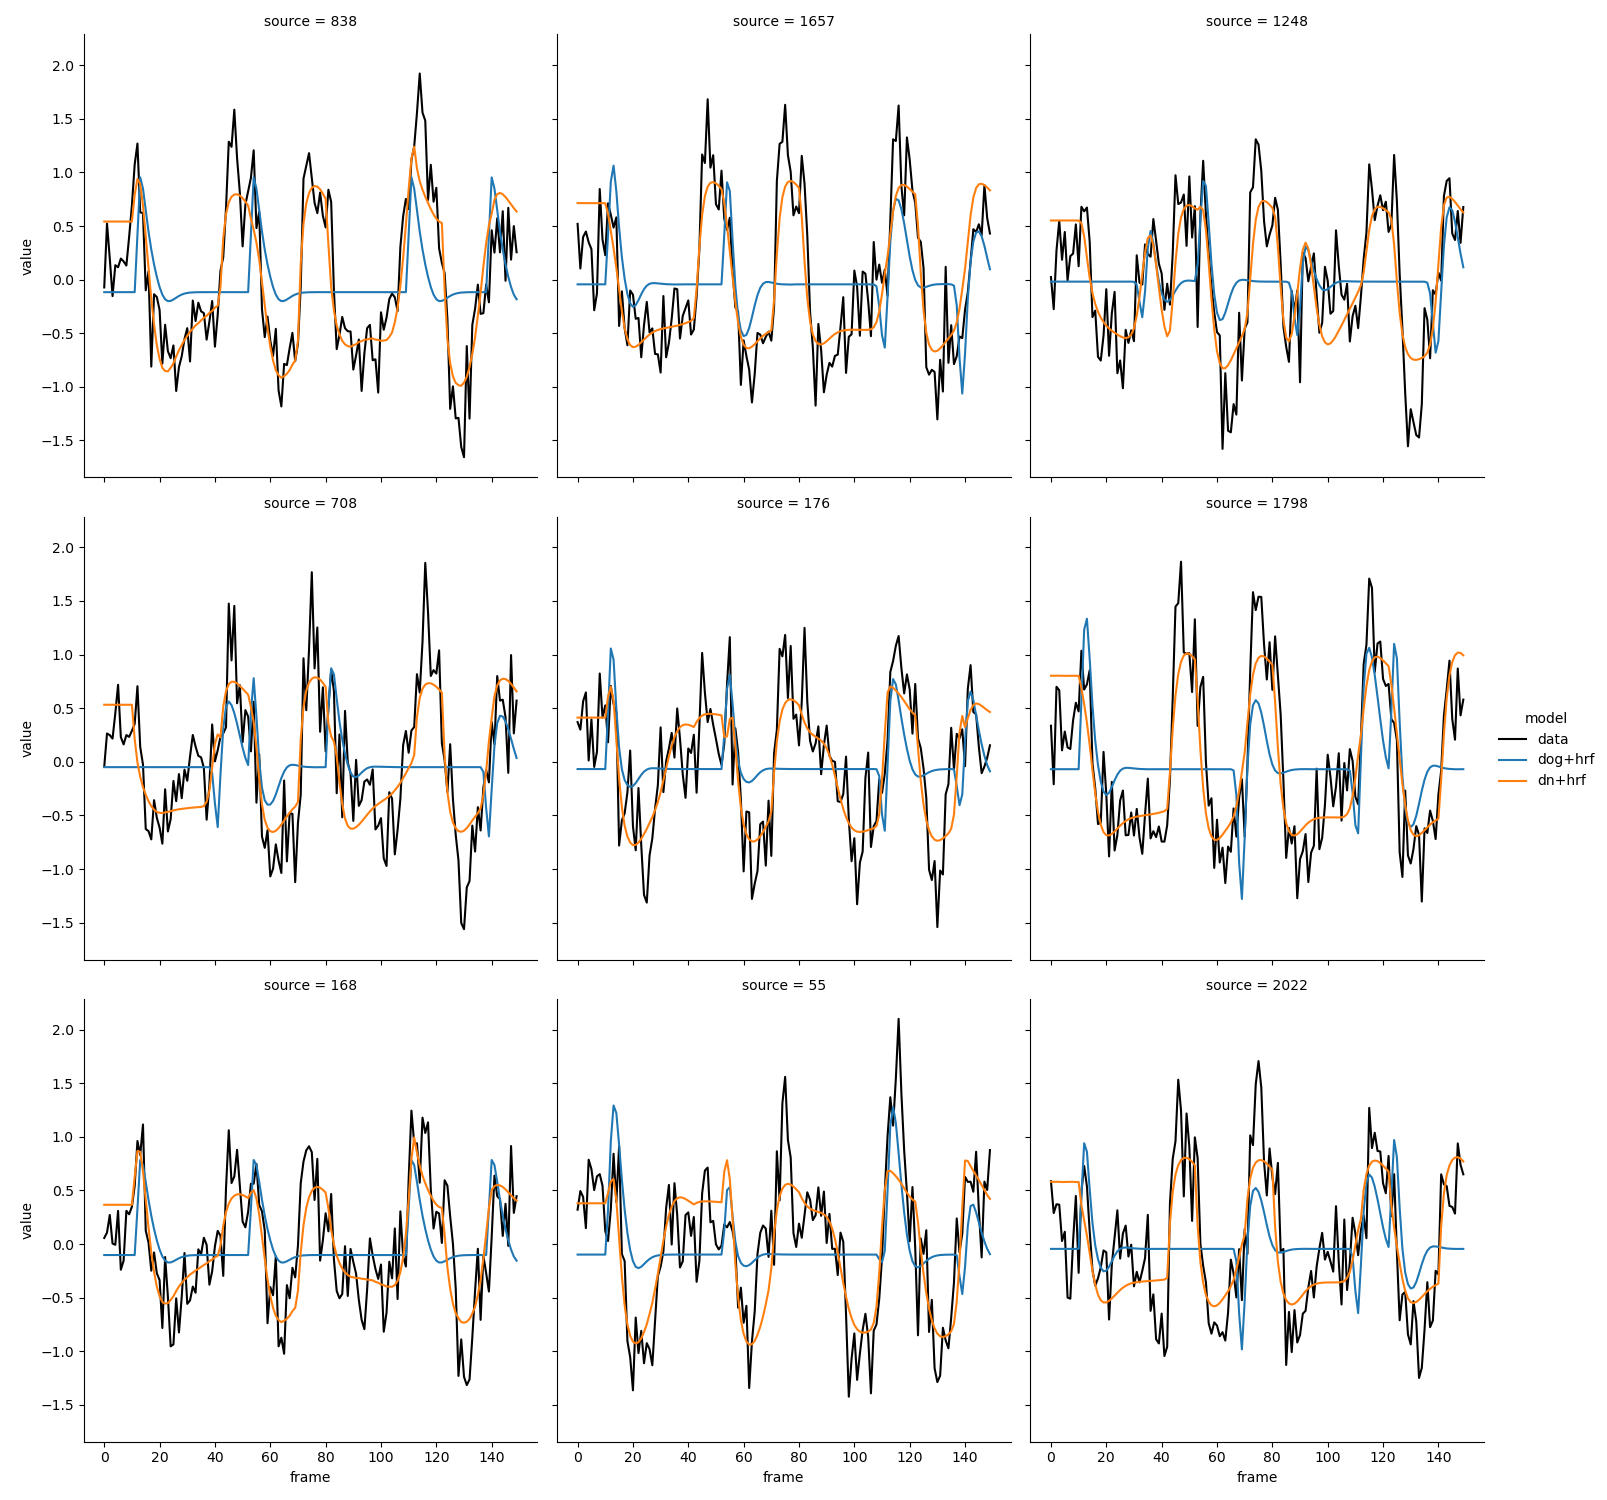 source = 838
source = 1657
source = 1248
2.0
1.5
1.0
0.5
0.0
−0.5
−1.0
−1.5
value
source = 708
source = 176
source = 1798
2.0
1.5
1.0
0.5
0.0
−0.5
−1.0
−1.5
value
model
data
dog+hrf
dn+hrf
source = 168
source = 55
source = 2022
2.0
1.5
1.0
0.5
0.0
−0.5
−1.0
−1.5
value
0 20 40 60 80 100 120 140
0 20 40 60 80 100 120 140
0 20 40 60 80 100 120 140
frame
frame
frame